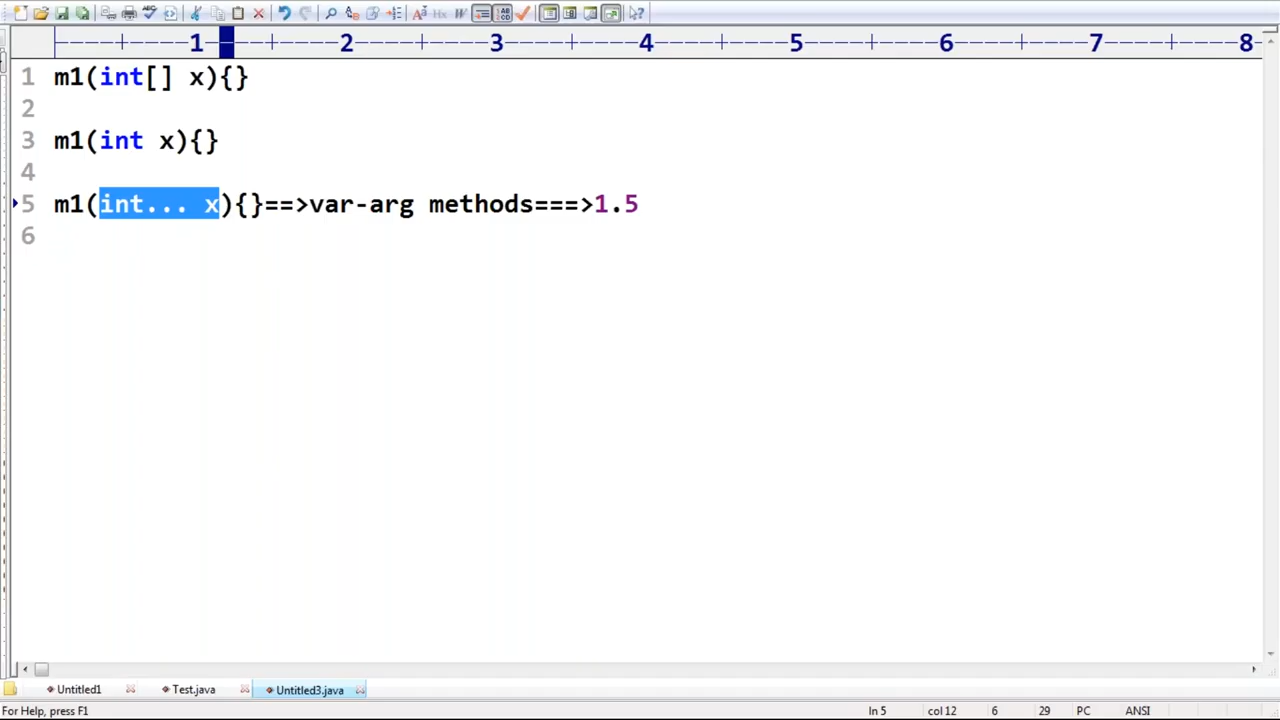 1 2 3 4 5 6 7 8
1 m1(int[] x){}
2
3 m1(int x){}
4
5 m1(int... x){}==>var-arg methods===>1.5
6
Untitled1 Test.java Untitled3.java
For Help, press F1 ln 5 col 12 6 29 PC ANSI